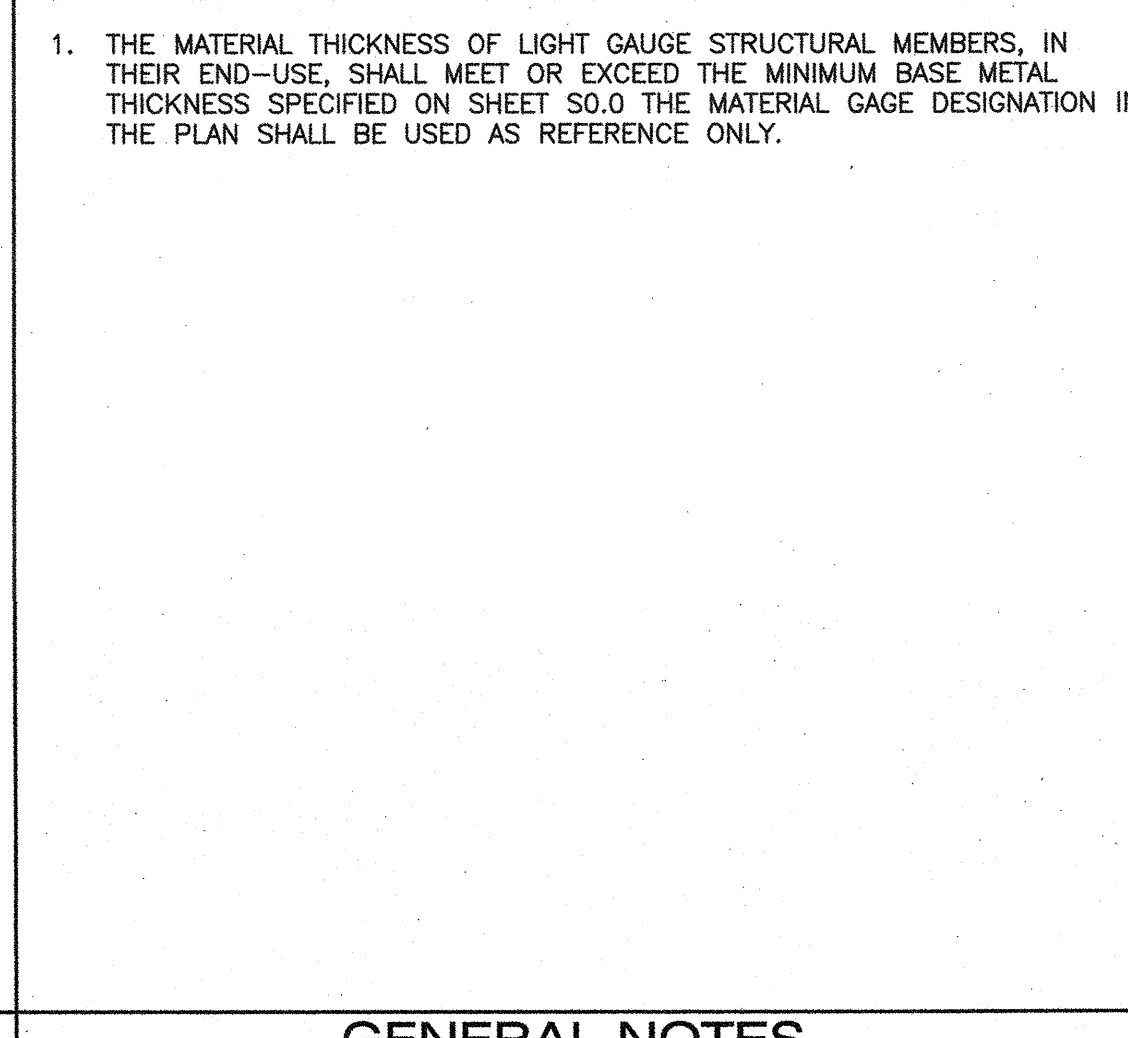 1. THE MATERIAL THICKNESS OF LIGHT GAUGE STRUCTURAL MEMBERS, IN
THEIR END-USE, SHALL MEET OR EXCEED THE MINIMUM BASE METAL
THICKNESS SPECIFIED ON SHEET S0.0 THE MATERIAL GAGE DESIGNATION IN
THE PLAN SHALL BE USED AS REFERENCE ONLY.
GENERAL NOTES